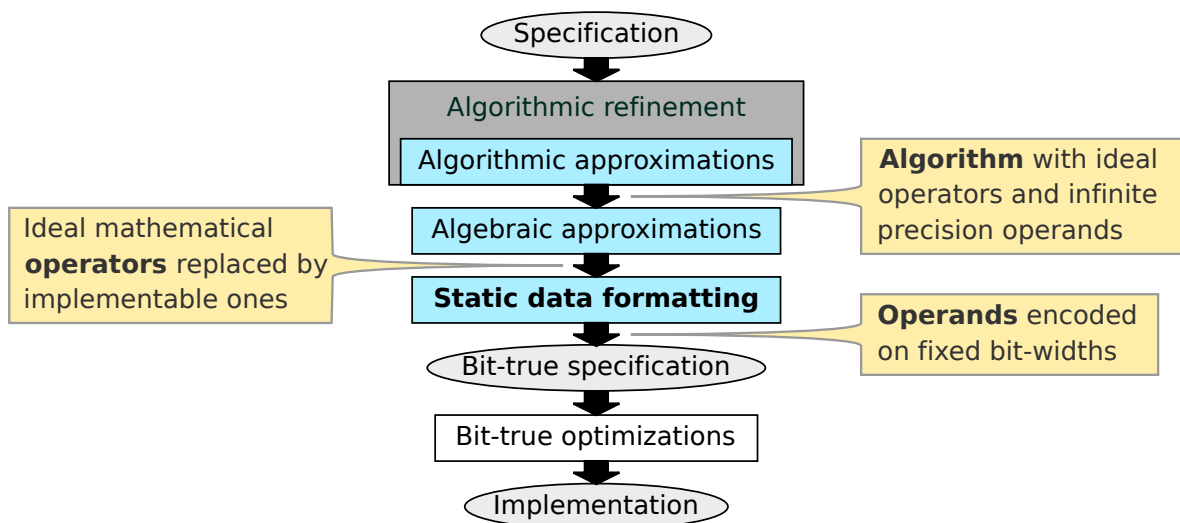 Specification
Algorithmic refinement
Algorithmic approximations
Algorithm with ideal
operators and infinite
precision operands
Algebraic approximations
Ideal mathematical
operators replaced by
implementable ones
Static data formatting
Operands encoded
on fixed bit-widths
Bit-true specification
Bit-true optimizations
Implementation